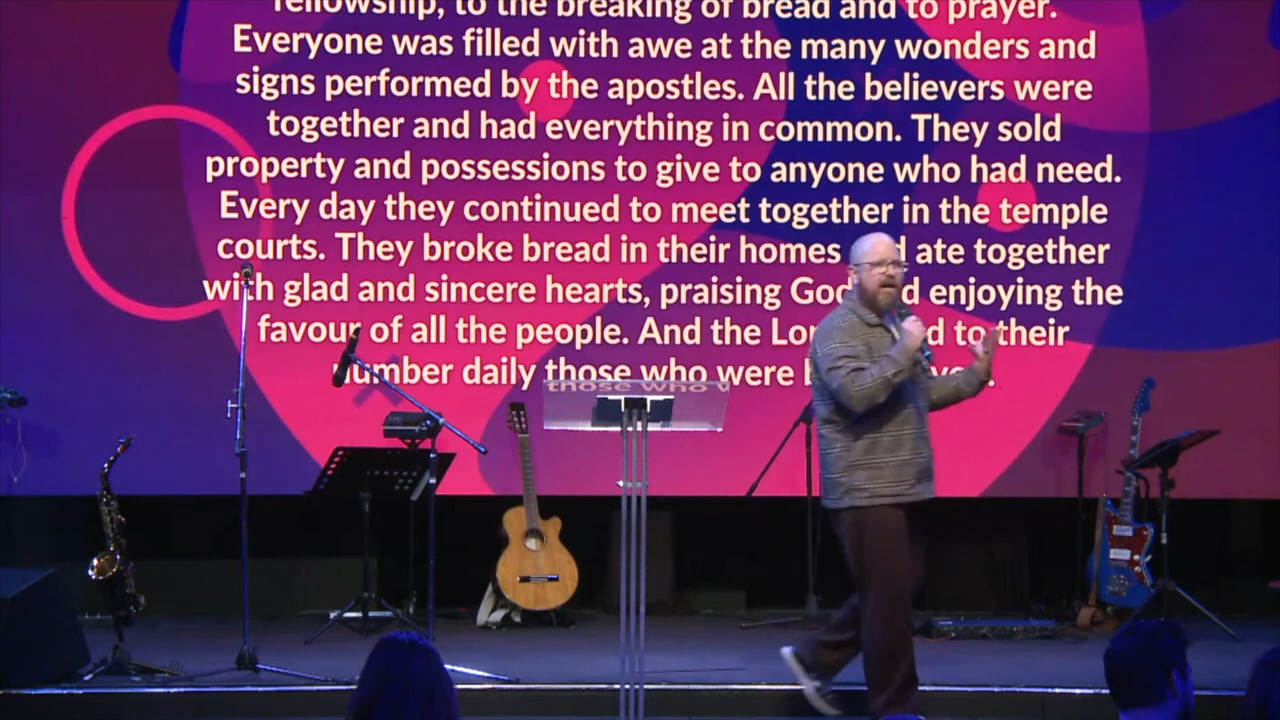 fellowship, to the breaking of bread and to prayer.
Everyone was filled with awe at the many wonders and
signs performed by the apostles. All the believers were
together and had everything in common. They sold
property and possessions to give to anyone who had need.
Every day they continued to meet together in the temple
courts. They broke bread in their homes ate together
with glad and sincere hearts, praising God enjoying the
favour of all the people. And the to their
number daily those who were
those who